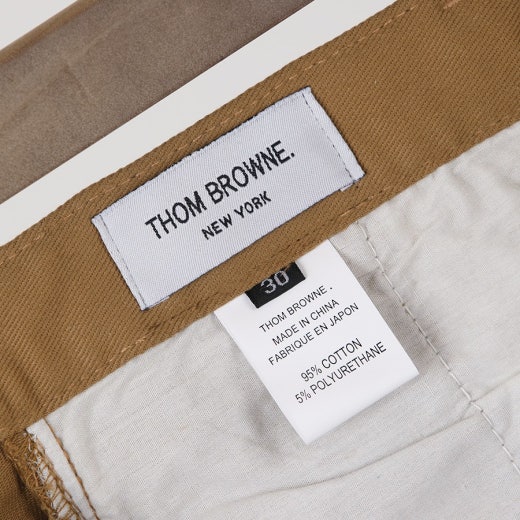 THOM BROWNE.
NEW YORK
30
THOM BROWNE .
MADE IN CHINA
FABRIQUE EN JAPON
95% COTTON
5% POLYURETHANE